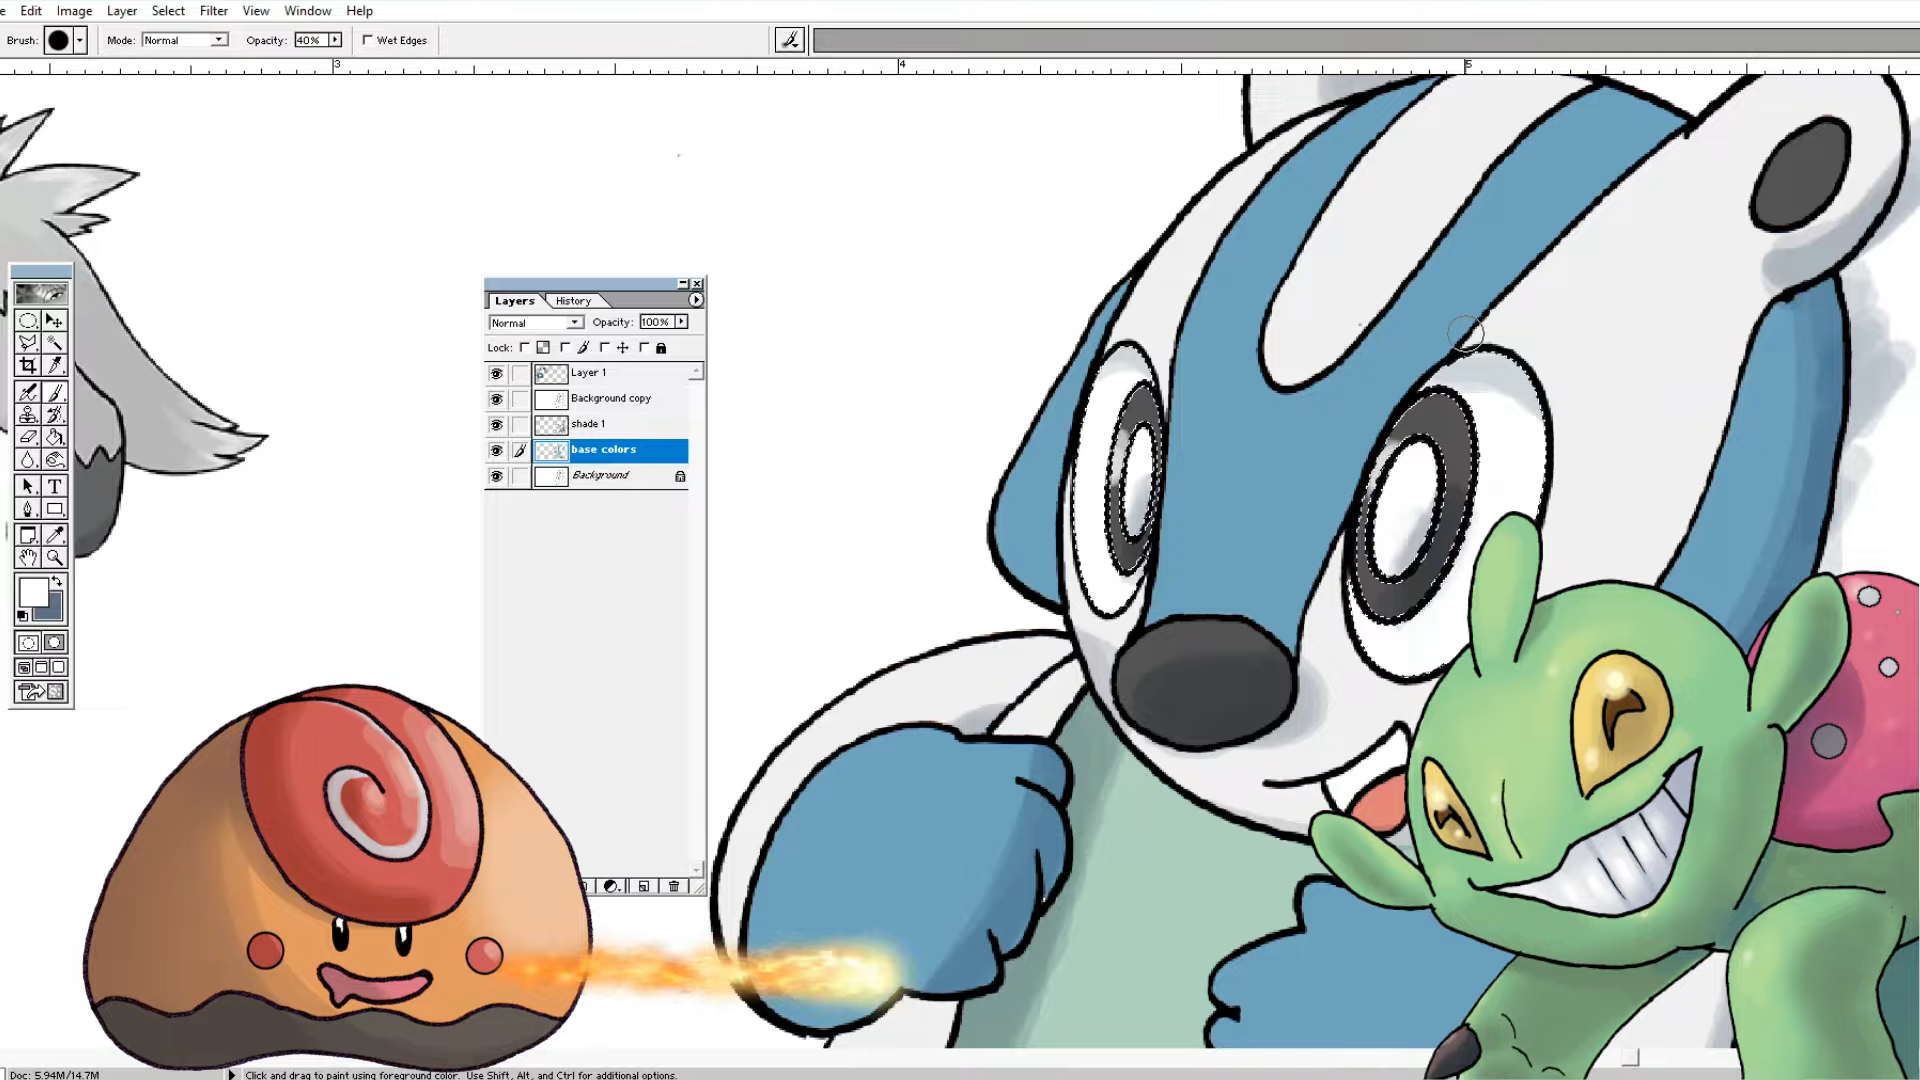 e Edit Image Layer Select Filter View Window Help
Brush: Mode: Normal Opacity: 40% Wet Edges
3 4 5
Layers History
Normal Opacity: 100%
Lock:
Layer 1
Background copy
shade 1
base colors
Background
T
Doc: 5.94M/14.7M Click and drag to paint using foreground color. Use Shift, Alt, and Ctrl for additional options.